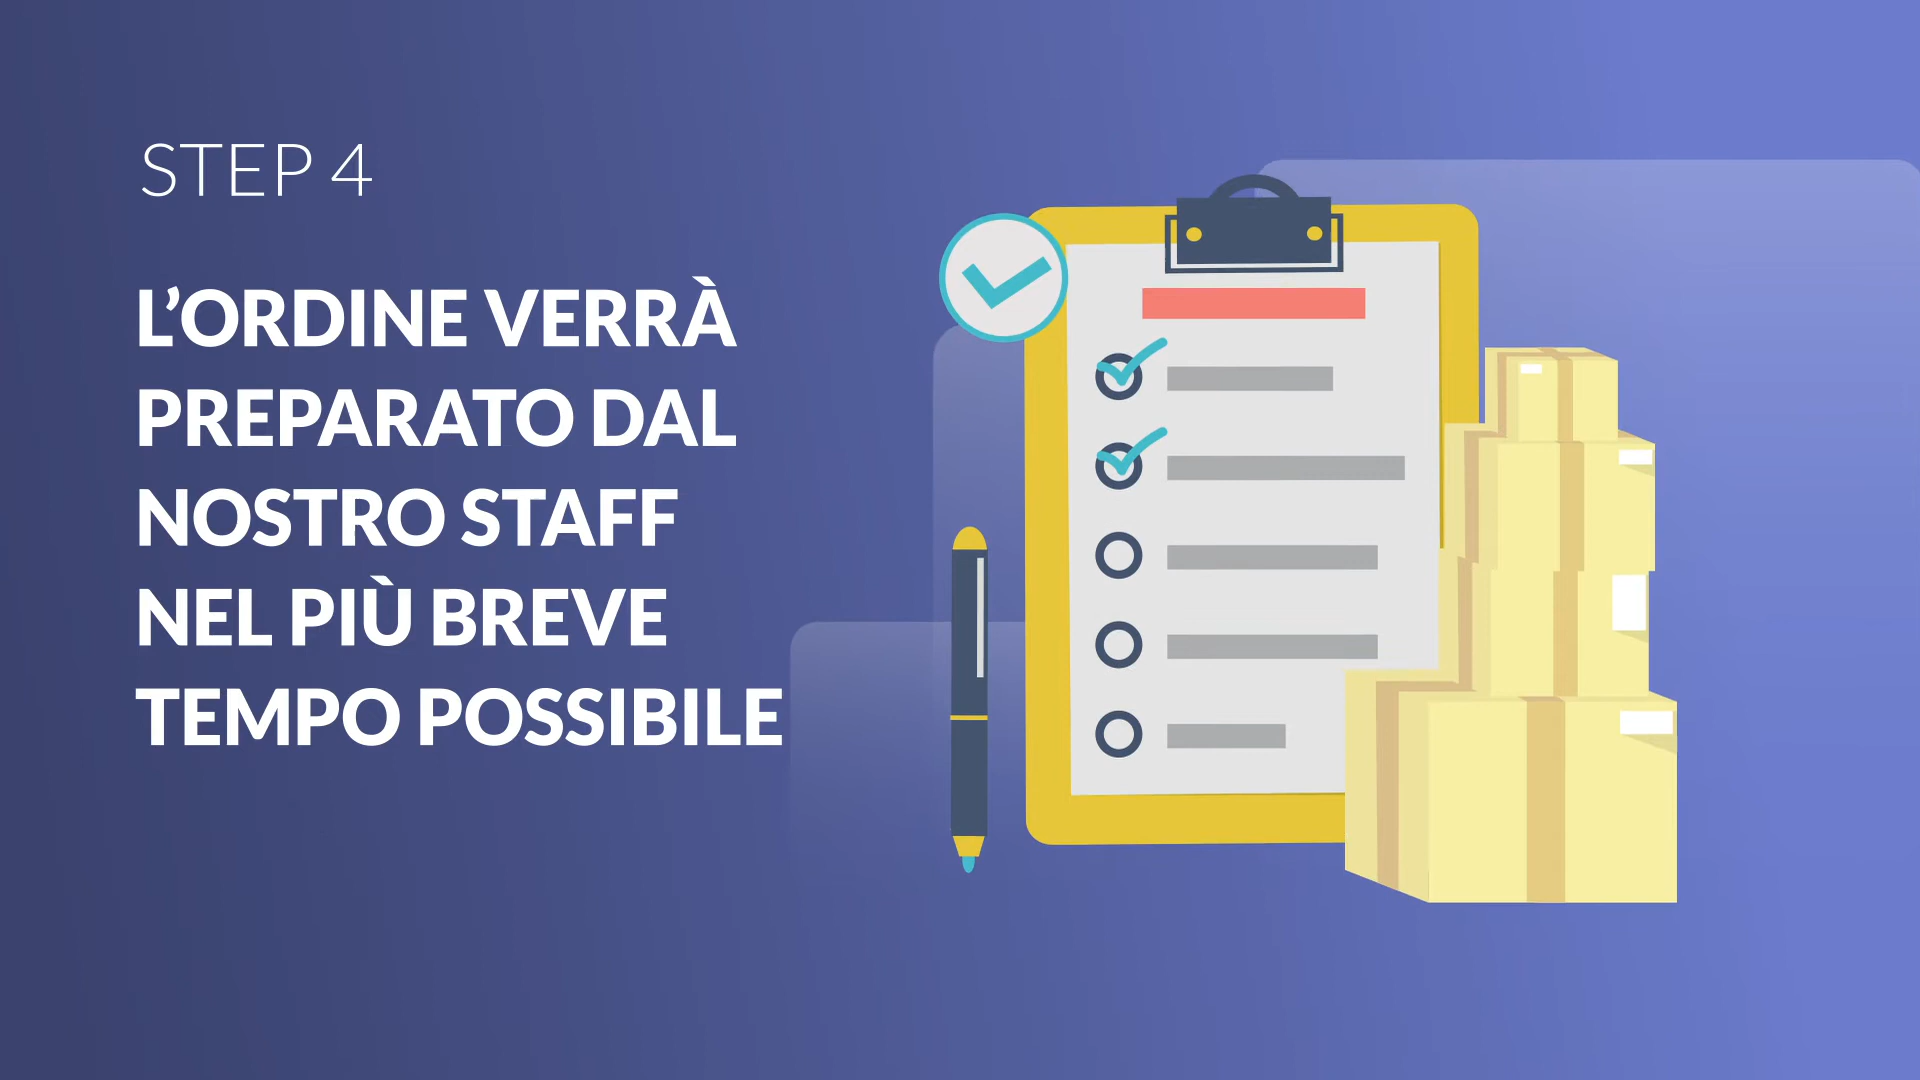 STEP 4
L’ORDINE VERRÀ
PREPARATO DAL
NOSTRO STAFF
NEL PIÙ BREVE
TEMPO POSSIBILE